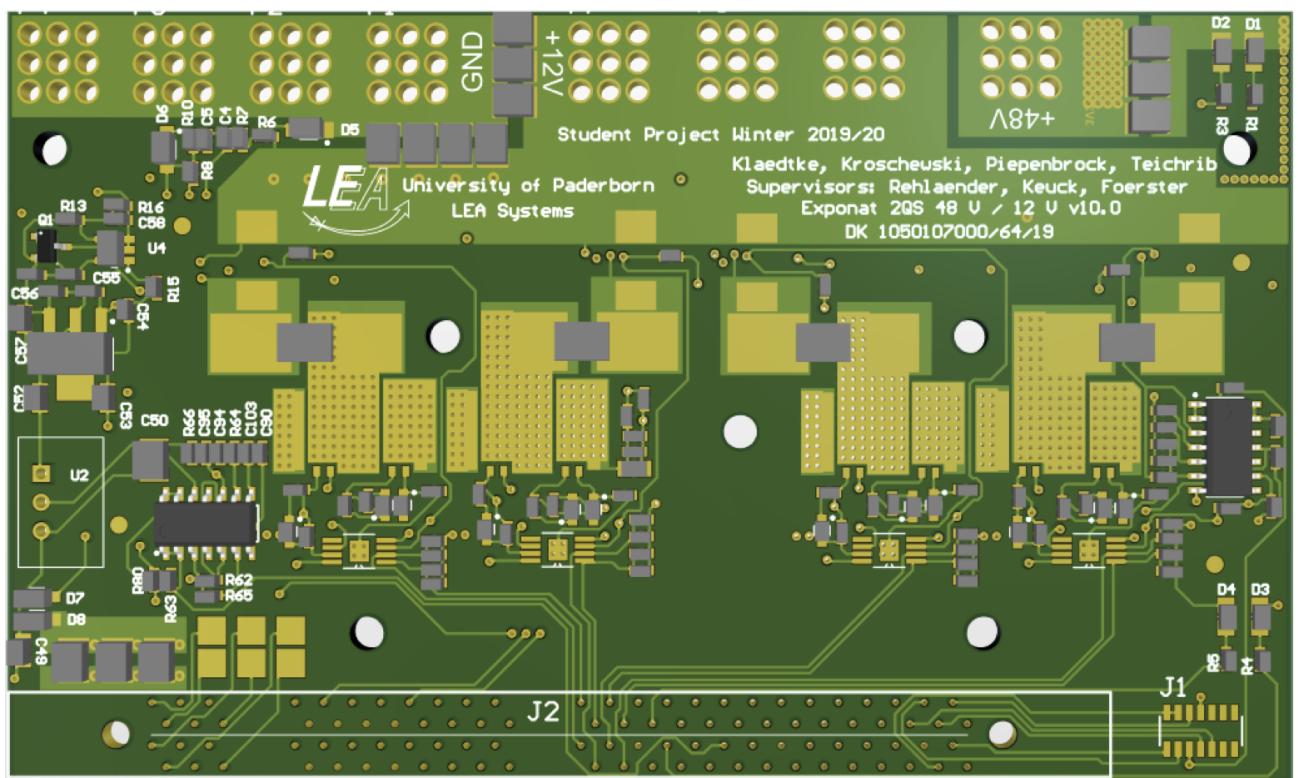 GND
+12V
+48V
D2
D1
R3
R1
D6
R10
C5
C4
R7
R6
D5
R8
Student Project Winter 2019/20
Klaedtke, Kroschewski, Piepenbrock, Teichrib
Supervisors: Rehlaender, Keuck, Foerster
Exponat 2QS 48 V / 12 V v10.0
DK 1050107000/64/19
LEA
University of Paderborn
LEA Systems
R13
R16
C58
Q1
U4
C55
C56
R15
C54
C57
C52
C53
C50
R66
C95
C94
R64
C103
C90
U2
R80
R63
R62
R65
D7
D8
C49
D4
D3
R5
R4
J2
J1